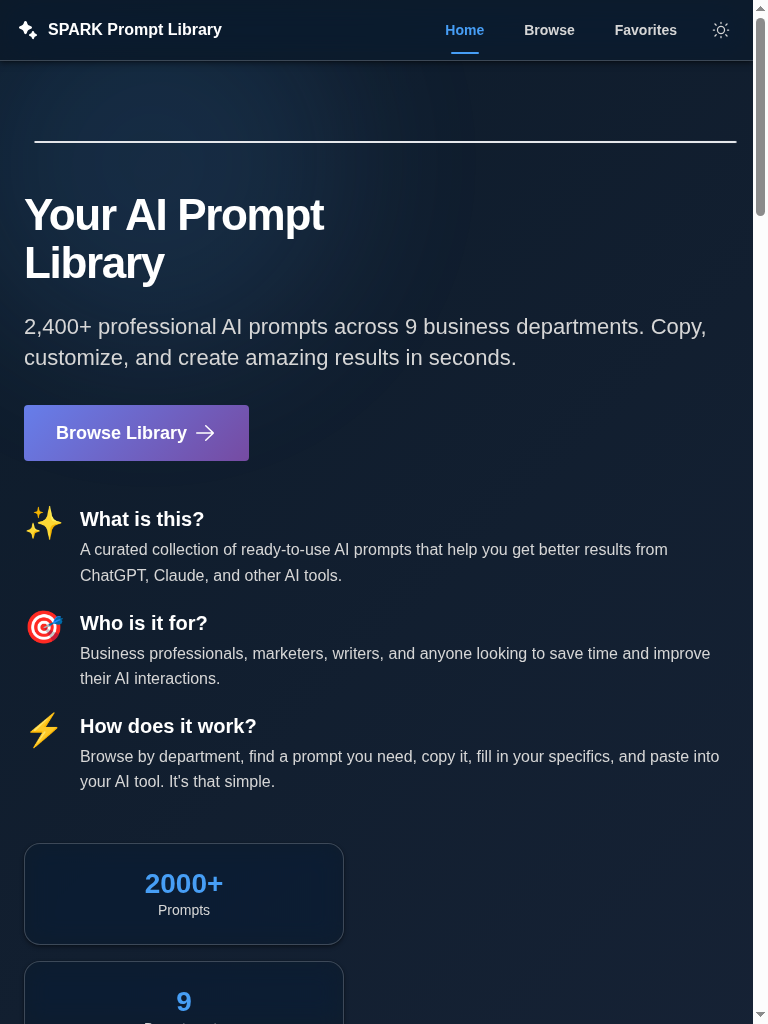 SPARK Prompt Library
Home
Browse
Favorites
Your AI Prompt
Library
2,400+ professional AI prompts across 9 business departments. Copy,
customize, and create amazing results in seconds.
Browse Library
What is this?
A curated collection of ready-to-use AI prompts that help you get better results from
ChatGPT, Claude, and other AI tools.
Who is it for?
Business professionals, marketers, writers, and anyone looking to save time and improve
their AI interactions.
How does it work?
Browse by department, find a prompt you need, copy it, fill in your specifics, and paste into
your AI tool. It's that simple.
2000+
Prompts
9